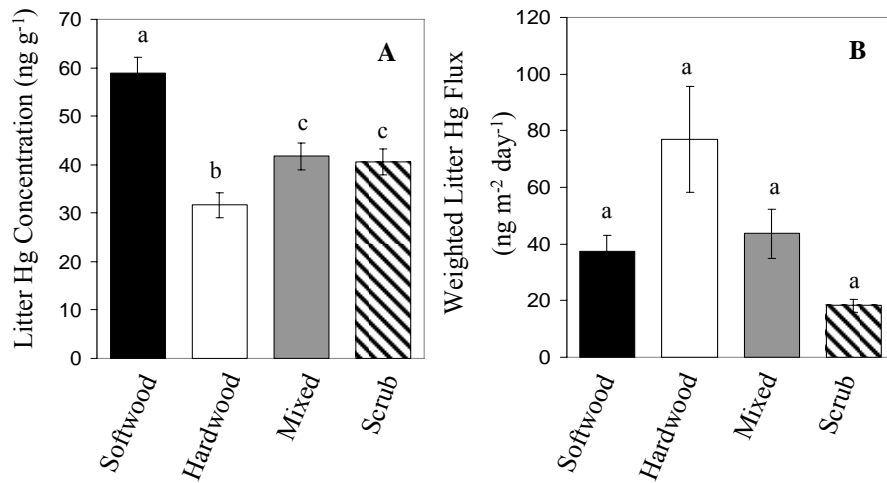 Litter Hg Concentration (ng g⁻¹)
70
60
50
40
30
20
10
0
A
a
b
c
c
Softwood
Hardwood
Mixed
Scrub
Weighted Litter Hg Flux
(ng m⁻² day⁻¹)
120
100
80
60
40
20
0
B
a
a
a
a
Softwood
Hardwood
Mixed
Scrub